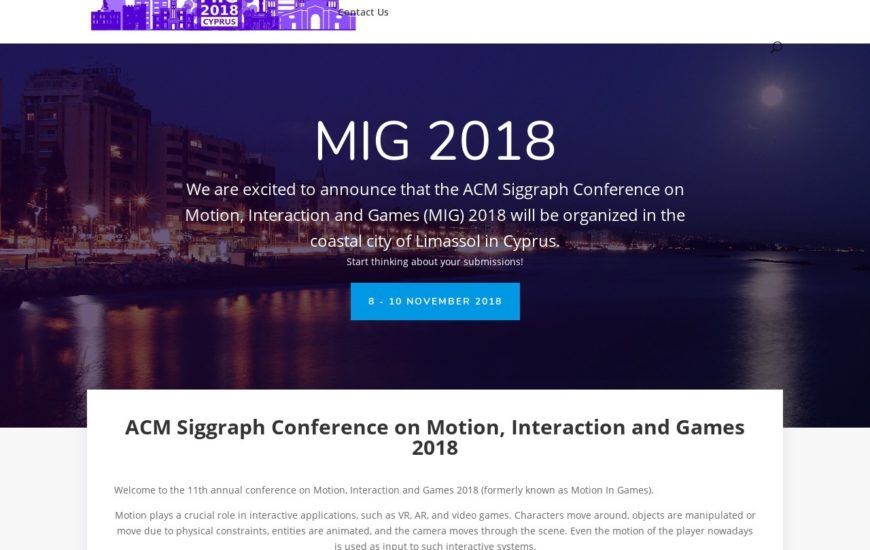 MIG
2018
CYPRUS
Contact Us
MIG 2018
We are excited to announce that the ACM Siggraph Conference on
Motion, Interaction and Games (MIG) 2018 will be organized in the
coastal city of Limassol in Cyprus.
Start thinking about your submissions!
8 - 10 NOVEMBER 2018
ACM Siggraph Conference on Motion, Interaction and Games
2018
Welcome to the 11th annual conference on Motion, Interaction and Games 2018 (formerly known as Motion In Games).
Motion plays a crucial role in interactive applications, such as VR, AR, and video games. Characters move around, objects are manipulated or
move due to physical constraints, entities are animated, and the camera moves through the scene. Even the motion of the player nowadays
is used as input to such interactive systems.